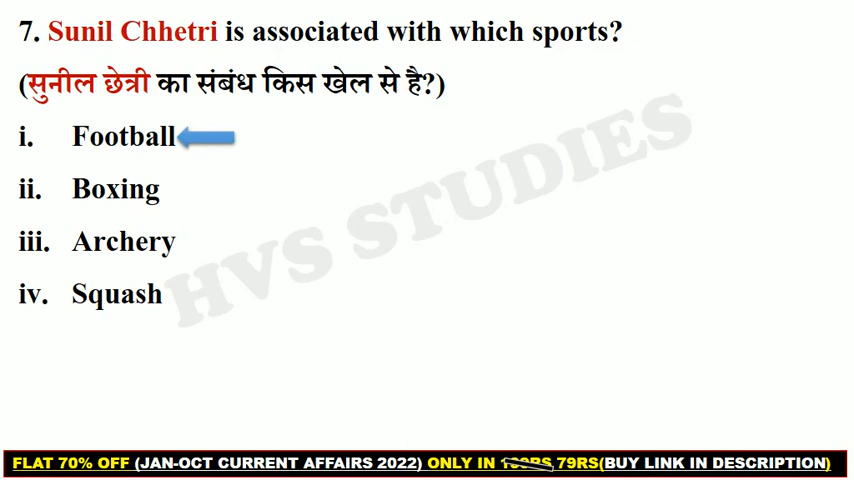 7. Sunil Chhetri is associated with which sports?
(सुनील छेत्री का संबंध किस खेल से है?)
i. Football
ii. Boxing
iii. Archery
iv. Squash
HVS STUDIES
FLAT 70% OFF (JAN-OCT CURRENT AFFAIRS 2022) ONLY IN 79RS(BUY LINK IN DESCRIPTION)